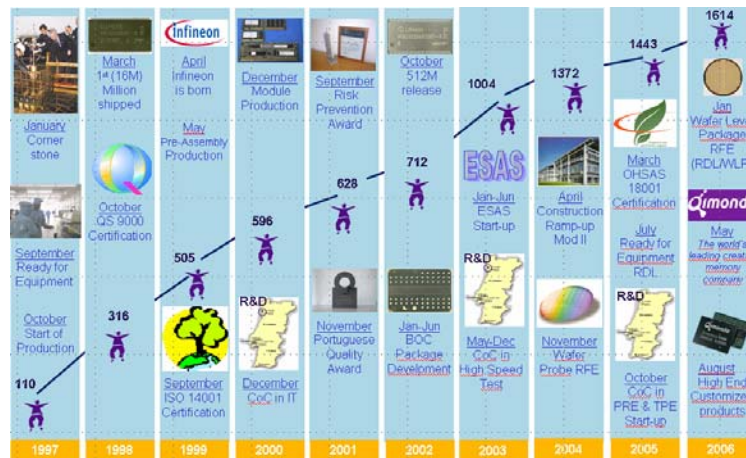 110
January
Corner
stone
September
Ready for
Equipment
October
Start of
Production
1997
March
1st (16M)
Million
shipped
October
QS 9000
Certification
316
1998
Infineon
April
Infineon
is born
May
Pre-Assembly
Production
505
September
ISO 14001
Certification
1999
December
Module
Production
596
R&D
December
CoC in IT
2000
September
Risk
Prevention
Award
628
November
Portuguese
Quality
Award
2001
October
512M
release
712
Jan-Jun
BOC
Package
Develpment
2002
1004
ESAS
Jan-Jun
ESAS
Start-up
R&D
May-Dec
CoC in
High Speed
Test
2003
1372
April
Construction
Ramp-up
Mod II
November
Wafer
Probe RFE
2004
1443
March
OHSAS
18001
Certification
July
Ready for
Equipment
RDL
R&D
October
CoC in
PRE & TPE
Start-up
2005
1614
Jan
Wafer Level
Package
RFE
(RDL/WLP)
Qimonda
May
The world's
leading creative
memory
company
August
High End
Customized
products
2006